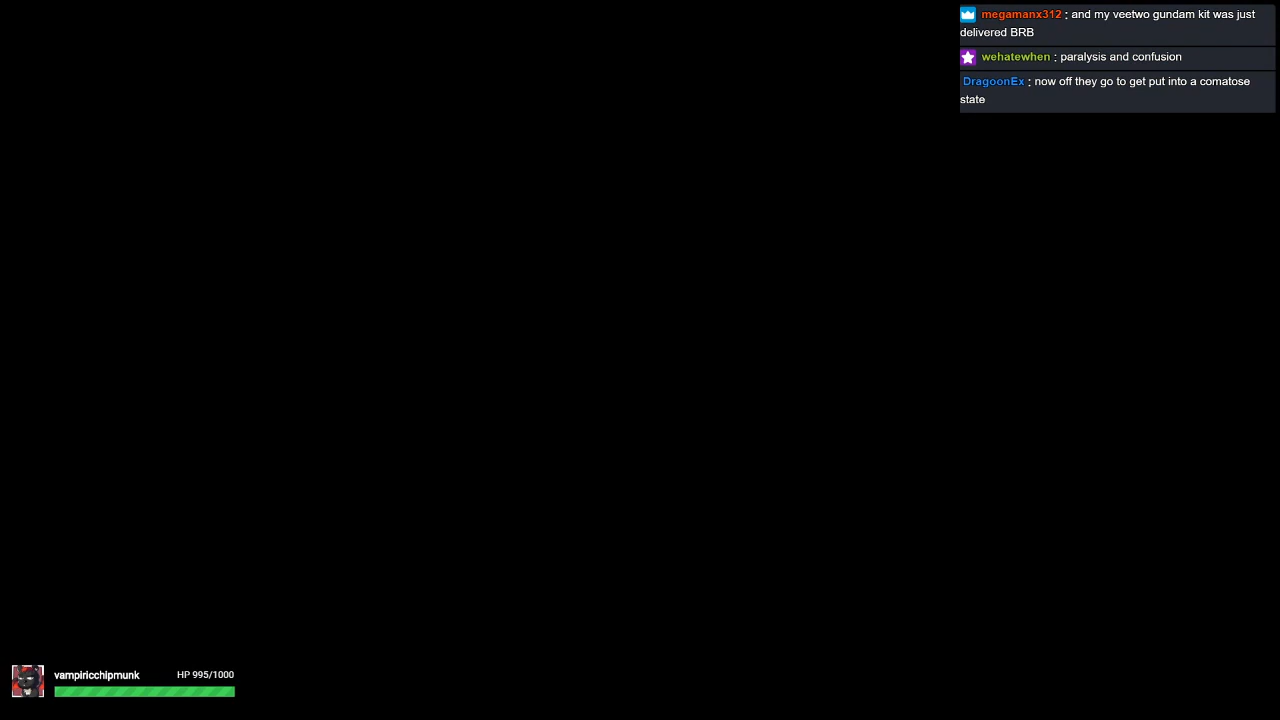 megamanx312 : and my veetwo gundam kit was just
delivered BRB
wehatewhen : paralysis and confusion
DragoonEx : now off they go to get put into a comatose
state
vampiricchipmunk HP 995/1000